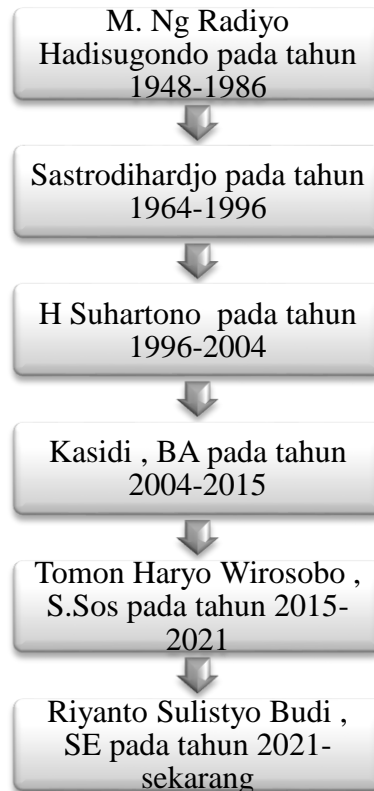 M. Ng Radiyo
Hadisugondo pada tahun
1948-1986
Sastrodihardjo pada tahun
1964-1996
H Suhartono pada tahun
1996-2004
Kasidi , BA pada tahun
2004-2015
Tomon Haryo Wirosobo ,
S.Sos pada tahun 2015-
2021
Riyanto Sulistyo Budi ,
SE pada tahun 2021-
sekarang